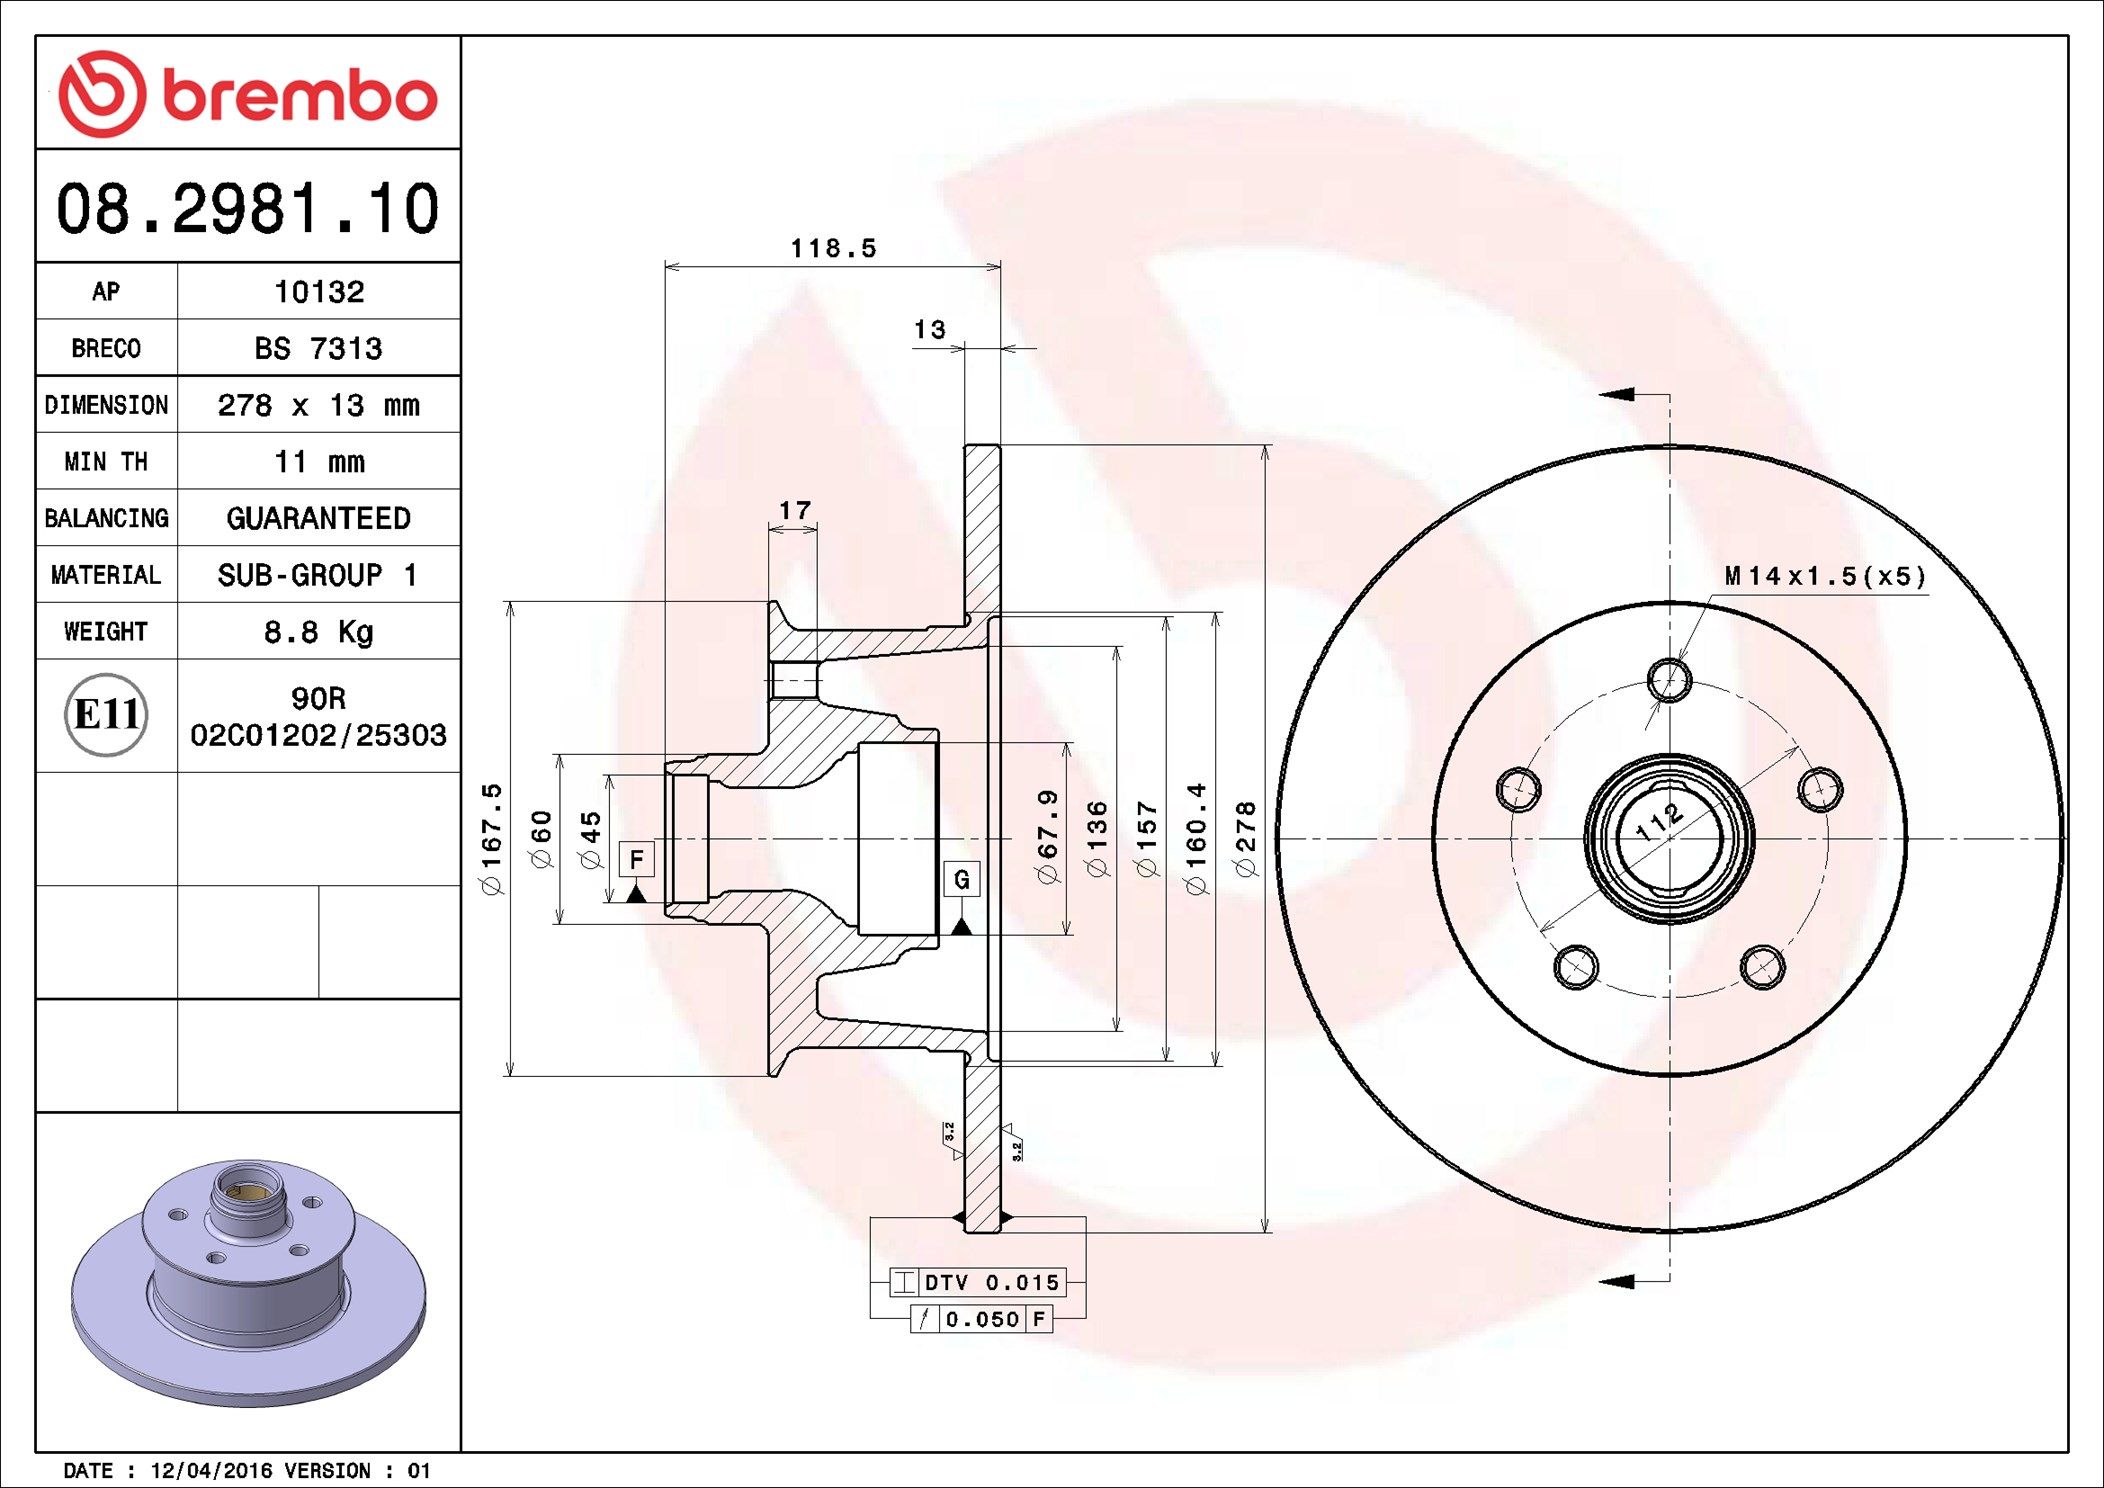 brembo
08.2981.10
AP 10132
BRECO BS 7313
DIMENSION 278 x 13 mm
MIN TH 11 mm
BALANCING GUARANTEED
MATERIAL SUB-GROUP 1
WEIGHT 8.8 Kg
E11 90R
02C01202/25303
118.5
13
17
M14x1.5(x5)
Ø167.5
Ø60
Ø45
F
G
Ø67.9
Ø136
Ø157
Ø160.4
Ø278
112
3.2
3.2
DTV 0.015
0.050 F
DATE : 12/04/2016 VERSION : 01